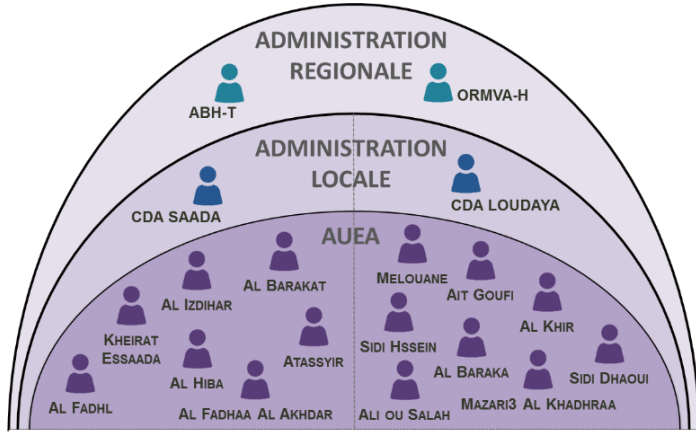 ADMINISTRATION
REGIONALE
ABH-T
ORMVA-H
ADMINISTRATION
LOCALE
CDA SAADA
CDA LOUDAYA
AUEA
AL BARAKAT
MELOUANE
AIT GOUFI
AL IZDIHAR
AL KHIR
KHEIRAT
ESSAADA
ATASSYIR
SIDI HSSEIN
AL HIBA
AL BARAKA
SIDI DHAOUI
AL FADHL
AL FADHAA AL AKHDAR
ALI OU SALAH
MAZARI3 AL KHADHRAA